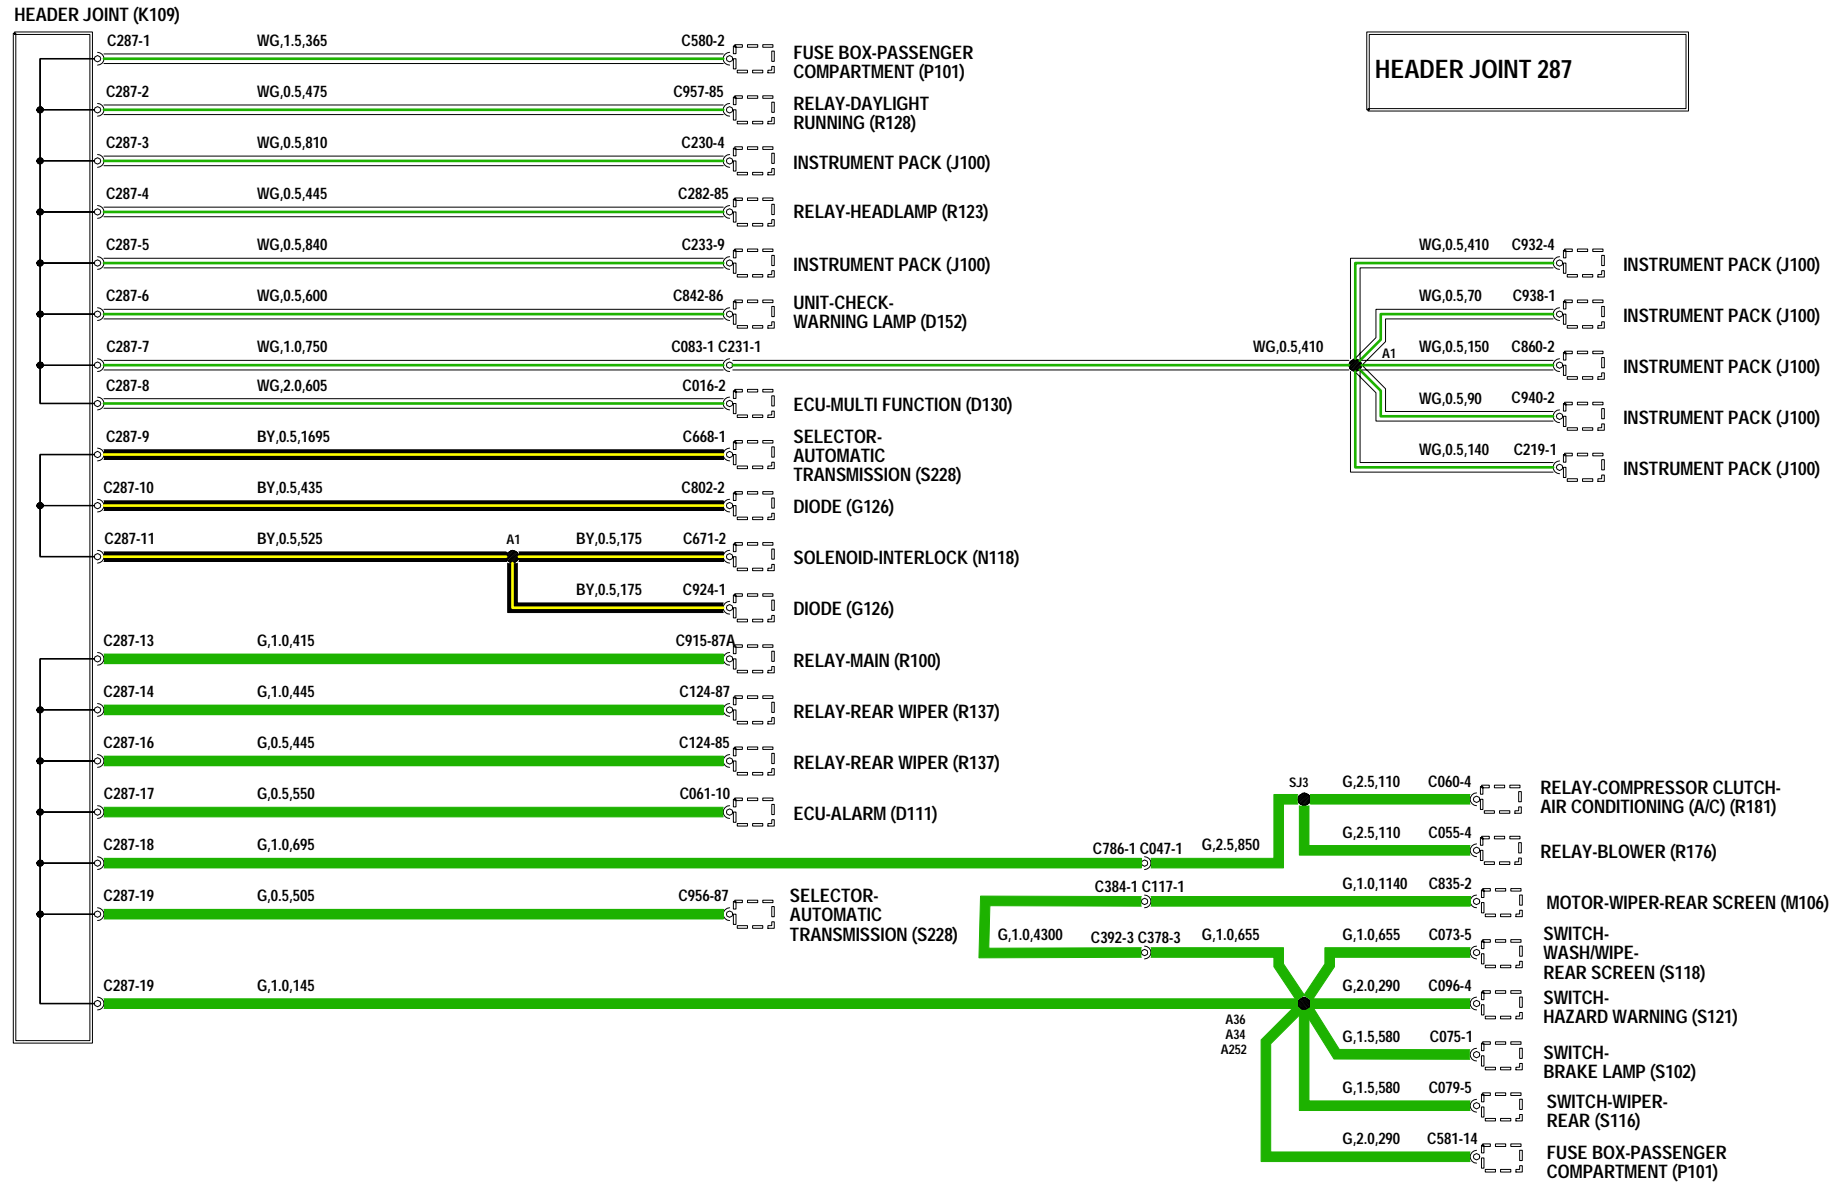 HEADER JOINT (K109)
HEADER JOINT 287
C287-1 WG,1.5,365 C580-2
FUSE BOX-PASSENGER
COMPARTMENT (P101)
C287-2 WG,0.5,475 C957-85
RELAY-DAYLIGHT
RUNNING (R128)
C287-3 WG,0.5,810 C230-4
INSTRUMENT PACK (J100)
C287-4 WG,0.5,445 C282-85
RELAY-HEADLAMP (R123)
C287-5 WG,0.5,840 C233-9
INSTRUMENT PACK (J100)
WG,0.5,410 C932-4
INSTRUMENT PACK (J100)
C287-6 WG,0.5,600 C842-86
UNIT-CHECK-
WARNING LAMP (D152)
WG,0.5,70 C938-1
INSTRUMENT PACK (J100)
C287-7 WG,1.0,750 C083-1 C231-1 WG,0.5,410 A1 WG,0.5,150 C860-2
INSTRUMENT PACK (J100)
C287-8 WG,2.0,605 C016-2
ECU-MULTI FUNCTION (D130)
WG,0.5,90 C940-2
INSTRUMENT PACK (J100)
C287-9 BY,0.5,1695 C668-1
SELECTOR-
AUTOMATIC
TRANSMISSION (S228)
WG,0.5,140 C219-1
INSTRUMENT PACK (J100)
C287-10 BY,0.5,435 C802-2
DIODE (G126)
C287-11 BY,0.5,525 A1 BY,0.5,175 C671-2
SOLENOID-INTERLOCK (N118)
BY,0.5,175 C924-1
DIODE (G126)
C287-13 G,1.0,415 C915-87A
RELAY-MAIN (R100)
C287-14 G,1.0,445 C124-87
RELAY-REAR WIPER (R137)
C287-16 G,0.5,445 C124-85
RELAY-REAR WIPER (R137)
C287-17 G,0.5,550 C061-10
ECU-ALARM (D111)
SJ3 G,2.5,110 C060-4
RELAY-COMPRESSOR CLUTCH-
AIR CONDITIONING (A/C) (R181)
C287-18 G,1.0,695 C786-1 C047-1 G,2.5,850
G,2.5,110 C055-4
RELAY-BLOWER (R176)
C287-19 G,0.5,505 C956-87
SELECTOR-
AUTOMATIC
TRANSMISSION (S228)
C384-1 C117-1 G,1.0,1140 C835-2
MOTOR-WIPER-REAR SCREEN (M106)
G,1.0,4300 C392-3 C378-3 G,1.0,655 G,1.0,655 C073-5
SWITCH-
WASH/WIPE-
REAR SCREEN (S118)
C287-19 G,1.0,145
G,2.0,290 C096-4
SWITCH-
HAZARD WARNING (S121)
A36
A34
A252
G,1.5,580 C075-1
SWITCH-
BRAKE LAMP (S102)
G,1.5,580 C079-5
SWITCH-WIPER-
REAR (S116)
G,2.0,290 C581-14
FUSE BOX-PASSENGER
COMPARTMENT (P101)